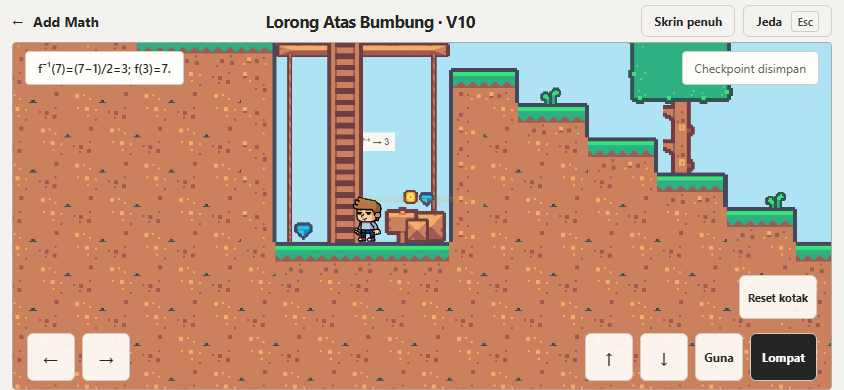 ← Add Math
Lorong Atas Bumbung · V10
Skrin penuh
Jeda Esc
f⁻¹(7)=(7−1)/2=3; f(3)=7.
Checkpoint disimpan
→ 3
Reset kotak
← →
↑ ↓ Guna Lompat